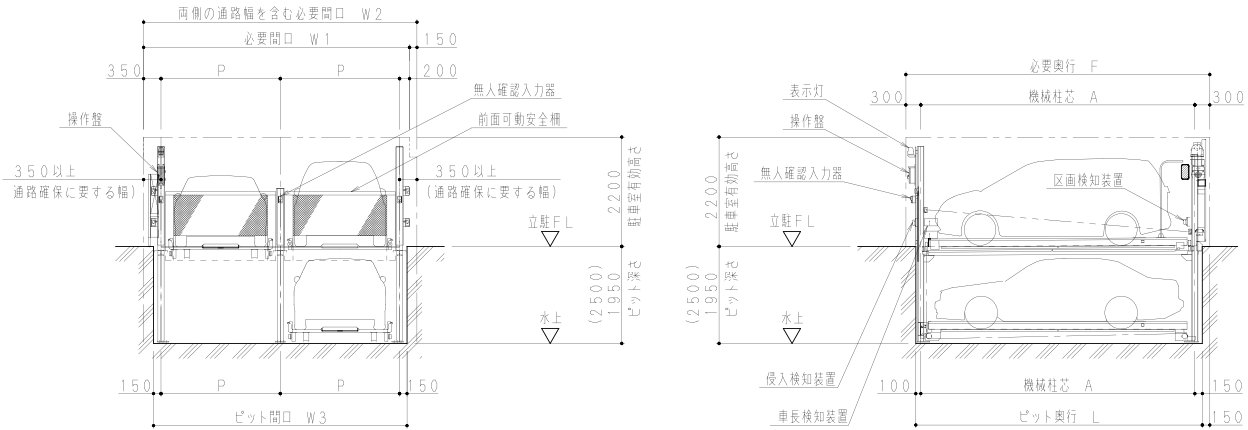 両側の通路幅を含む必要間口 W2
必要間口 W1
150
350
P
P
200
無人確認入力器
前面可動安全柵
操作盤
350以上
(通路確保に要する幅)
350以上
(通路確保に要する幅)
2200
駐車室有効高さ
立駐FL
(2500)
1950
ピット深さ
水上
150
P
P
150
ピット間口 W3
必要奥行 F
300
機械柱芯 A
300
表示灯
操作盤
無人確認入力器
区画検知装置
2200
駐車室有効高さ
立駐FL
(2500)
1950
ピット深さ
水上
侵入検知装置
車長検知装置
100
機械柱芯 A
150
ピット奥行 L
150